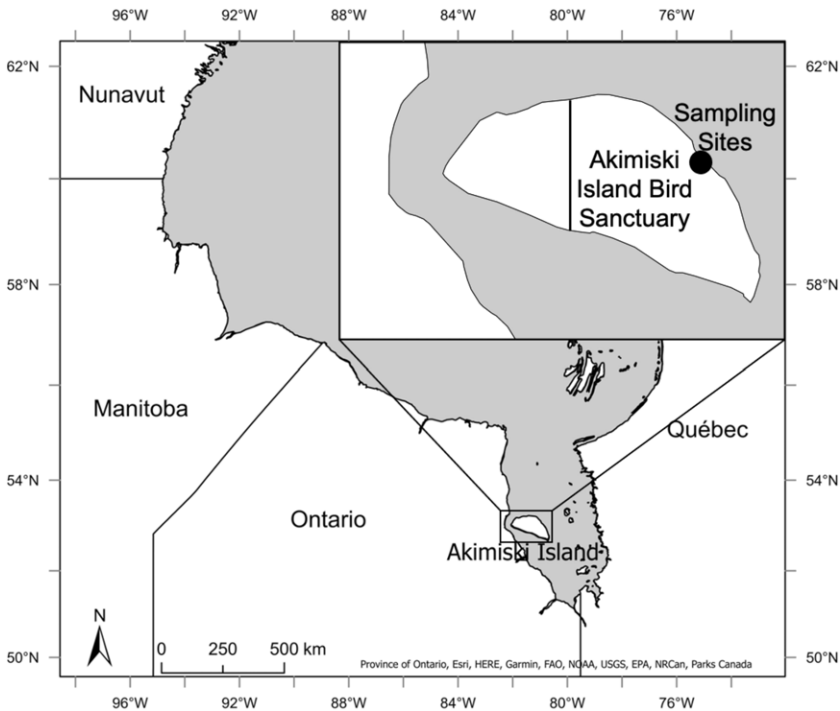 96°W 92°W 88°W 84°W 80°W 76°W
62°N 62°N
Nunavut
Sampling
Sites
Akimiski
Island Bird
Sanctuary
58°N 58°N
Manitoba
Québec
54°N 54°N
Ontario
Akimiski Island
N
0 250 500 km
Province of Ontario, Esri, HERE, Garmin, FAO, NOAA, USGS, EPA, NRCan, Parks Canada
50°N 50°N
96°W 92°W 88°W 84°W 80°W 76°W